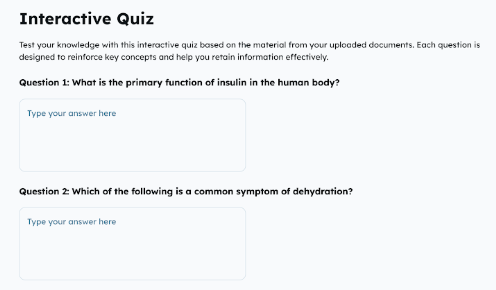 Interactive Quiz
Test your knowledge with this interactive quiz based on the material from your uploaded documents. Each question is
designed to reinforce key concepts and help you retain information effectively.
Question 1: What is the primary function of insulin in the human body?
Type your answer here
Question 2: Which of the following is a common symptom of dehydration?
Type your answer here